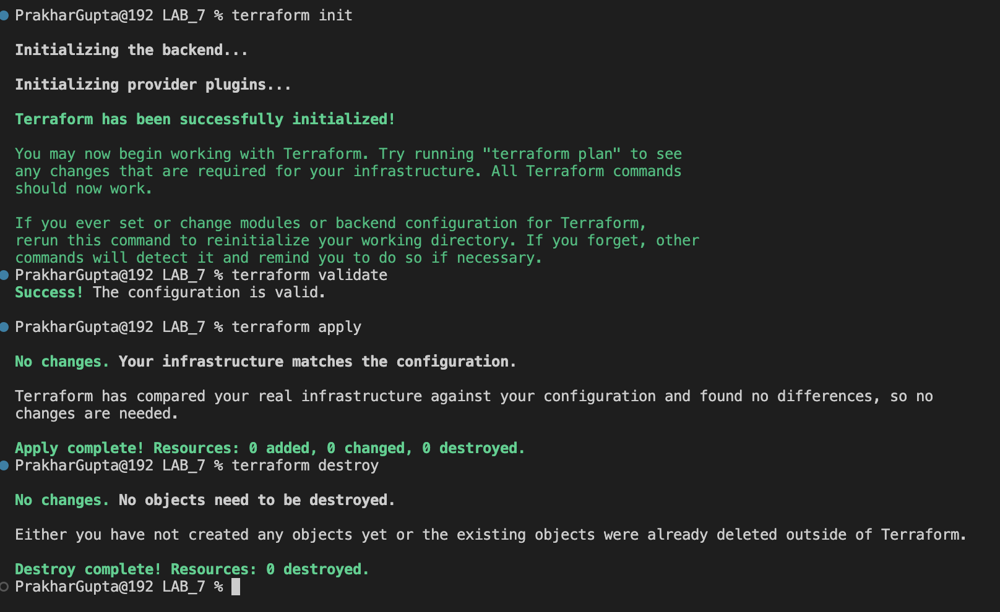 PrakharGupta@192 LAB_7 % terraform init
Initializing the backend...
Initializing provider plugins...
Terraform has been successfully initialized!
You may now begin working with Terraform. Try running "terraform plan" to see
any changes that are required for your infrastructure. All Terraform commands
should now work.
If you ever set or change modules or backend configuration for Terraform,
rerun this command to reinitialize your working directory. If you forget, other
commands will detect it and remind you to do so if necessary.
PrakharGupta@192 LAB_7 % terraform validate
Success! The configuration is valid.
PrakharGupta@192 LAB_7 % terraform apply
No changes. Your infrastructure matches the configuration.
Terraform has compared your real infrastructure against your configuration and found no differences, so no
changes are needed.
Apply complete! Resources: 0 added, 0 changed, 0 destroyed.
PrakharGupta@192 LAB_7 % terraform destroy
No changes. No objects need to be destroyed.
Either you have not created any objects yet or the existing objects were already deleted outside of Terraform.
Destroy complete! Resources: 0 destroyed.
PrakharGupta@192 LAB_7 %